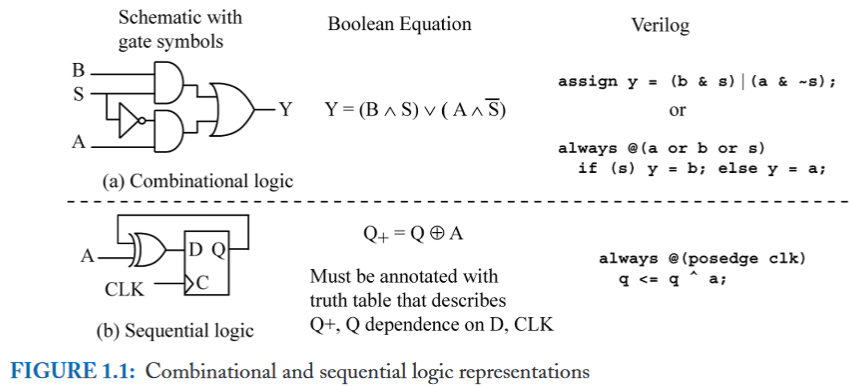 Schematic with
gate symbols
Boolean Equation
Verilog
B
S
A
Y
Y = (B ∧ S) ∨ ( A ∧ S̅)
assign y = (b & s)|(a & ~s);
or
always @(a or b or s)
if (s) y = b; else y = a;
(a) Combinational logic
A
D Q
C
CLK
Q+ = Q ⊕ A
Must be annotated with
truth table that describes
Q+, Q dependence on D, CLK
always @(posedge clk)
q <= q ^ a;
(b) Sequential logic
FIGURE 1.1: Combinational and sequential logic representations